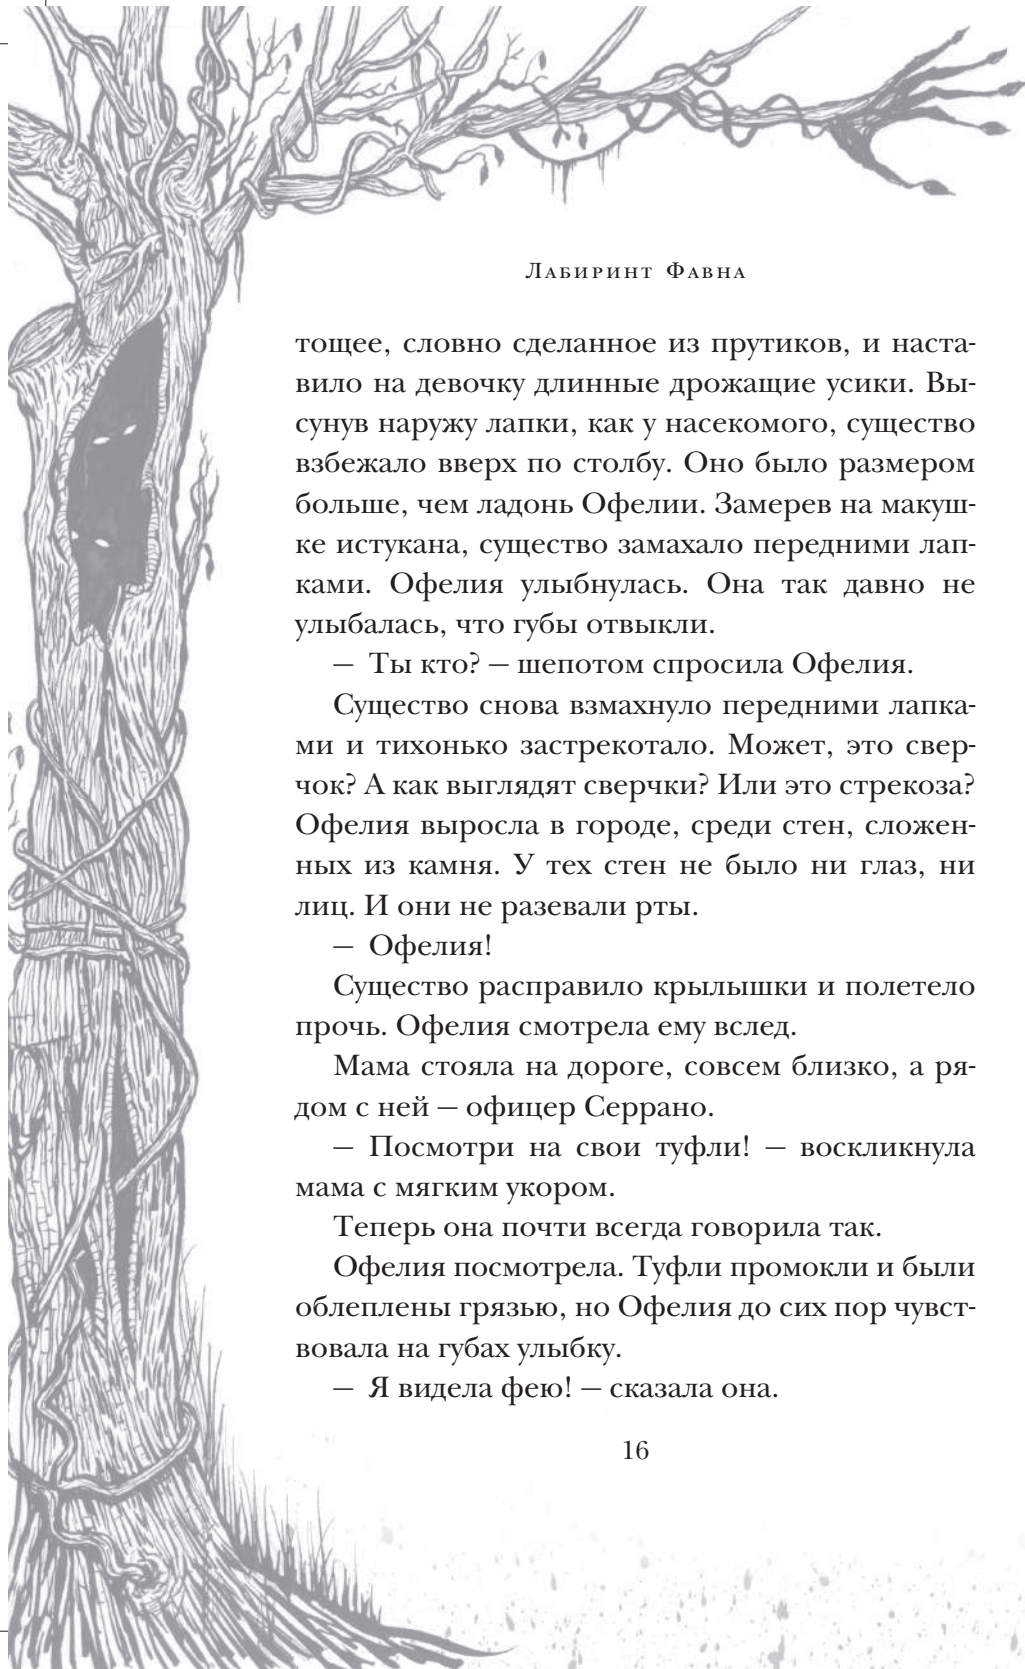 Лабиринт Фавна
тощее, словно сделанное из прутиков, и наста-
вило на девочку длинные дрожащие усики. Вы-
сунув наружу лапки, как у насекомого, существо
взбежало вверх по столбу. Оно было размером
больше, чем ладонь Офелии. Замерев на макуш-
ке истукана, существо замахало передними лап-
ками. Офелия улыбнулась. Она так давно не
улыбалась, что губы отвыкли.
— Ты кто? — шепотом спросила Офелия.
Существо снова взмахнуло передними лапка-
ми и тихонько застрекотало. Может, это свер-
чок? А как выглядят сверчки? Или это стрекоза?
Офелия выросла в городе, среди стен, сложен-
ных из камня. У тех стен не было ни глаз, ни
лиц. И они не разевали рты.
— Офелия!
Существо расправило крылышки и полетело
прочь. Офелия смотрела ему вслед.
Мама стояла на дороге, совсем близко, а ря-
дом с ней — офицер Серрано.
— Посмотри на свои туфли! — воскликнула
мама с мягким укором.
Теперь она почти всегда говорила так.
Офелия посмотрела. Туфли промокли и были
облеплены грязью, но Офелия до сих пор чувст-
вовала на губах улыбку.
— Я видела фею! — сказала она.
16